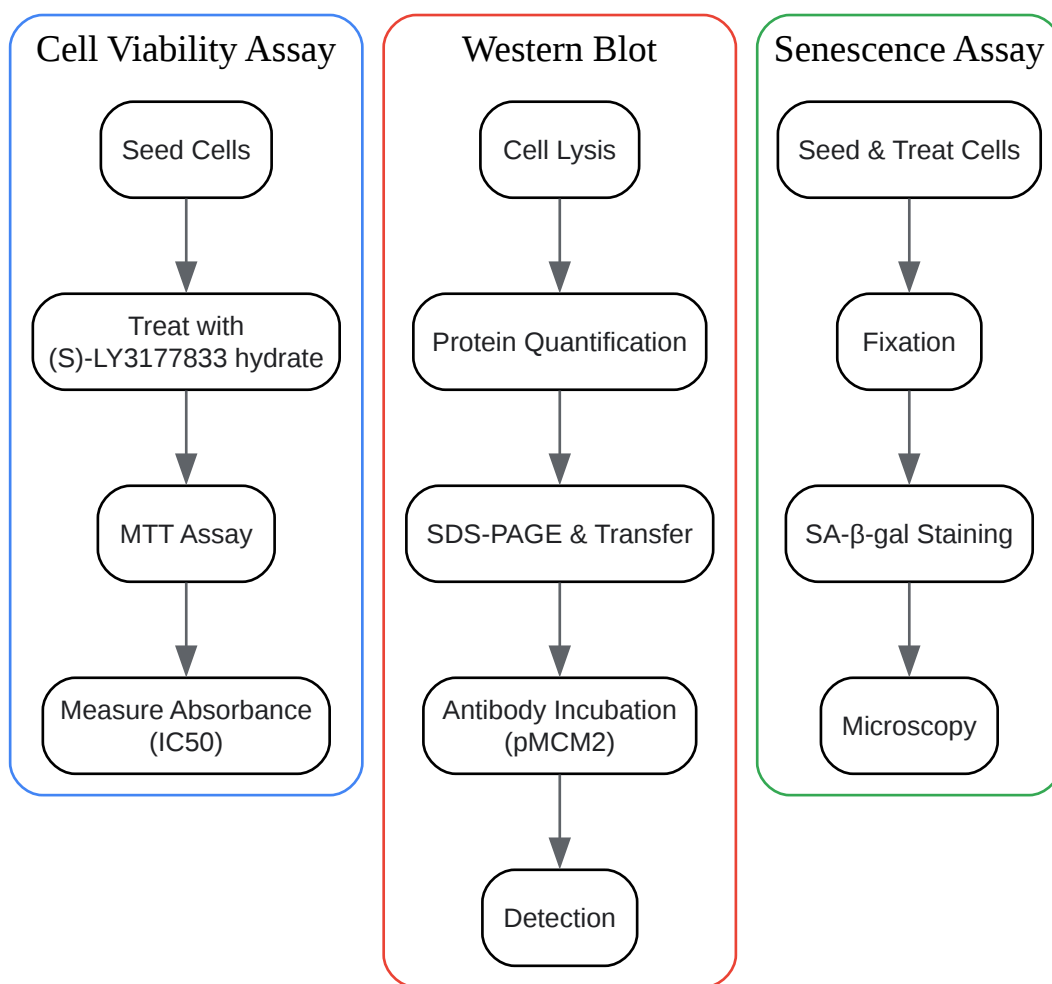 Cell Viability Assay
Seed Cells
Treat with
(S)-LY3177833 hydrate
MTT Assay
Measure Absorbance
(IC50)
Western Blot
Cell Lysis
Protein Quantification
SDS-PAGE & Transfer
Antibody Incubation
(pMCM2)
Detection
Senescence Assay
Seed & Treat Cells
Fixation
SA-β-gal Staining
Microscopy